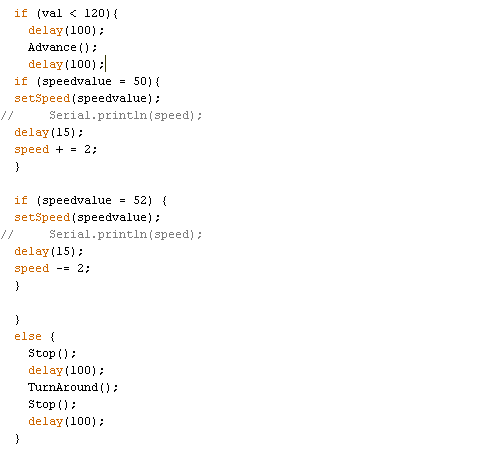 if (val < 120){
delay(100);
Advance();
delay(100);
if (speedvalue = 50){
setSpeed(speedvalue);
// Serial.println(speed);
delay(15);
speed + = 2;
}
if (speedvalue = 52) {
setSpeed(speedvalue);
// Serial.println(speed);
delay(15);
speed -= 2;
}
}
else {
Stop();
delay(100);
TurnAround();
Stop();
delay(100);
}